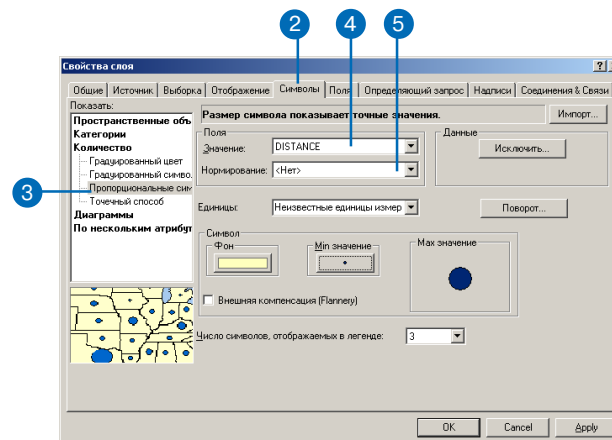 2
4
5
Свойства слоя
?
Общие
Источник
Выборка
Отображение
Символы
Поля
Определяющий запрос
Надписи
Соединения & Связи
Показать:
Пространственные объ
Категории
Количество
Градуированный цвет
Градуированный символ
Пропорциональные сим
Точечный способ
Диаграммы
По нескольким атрибут
3
Размер символа показывает точные значения.
Импорт...
Поля
Значение:
DISTANCE
Нормирование:
<Нет>
Данные
Исключить...
Единицы:
Неизвестные единицы измер
Поворот...
Символ
Фон
Min значение
Max значение
Внешняя компенсация (Flannery)
Число символов, отображаемых в легенде:
3
OK
Cancel
Apply